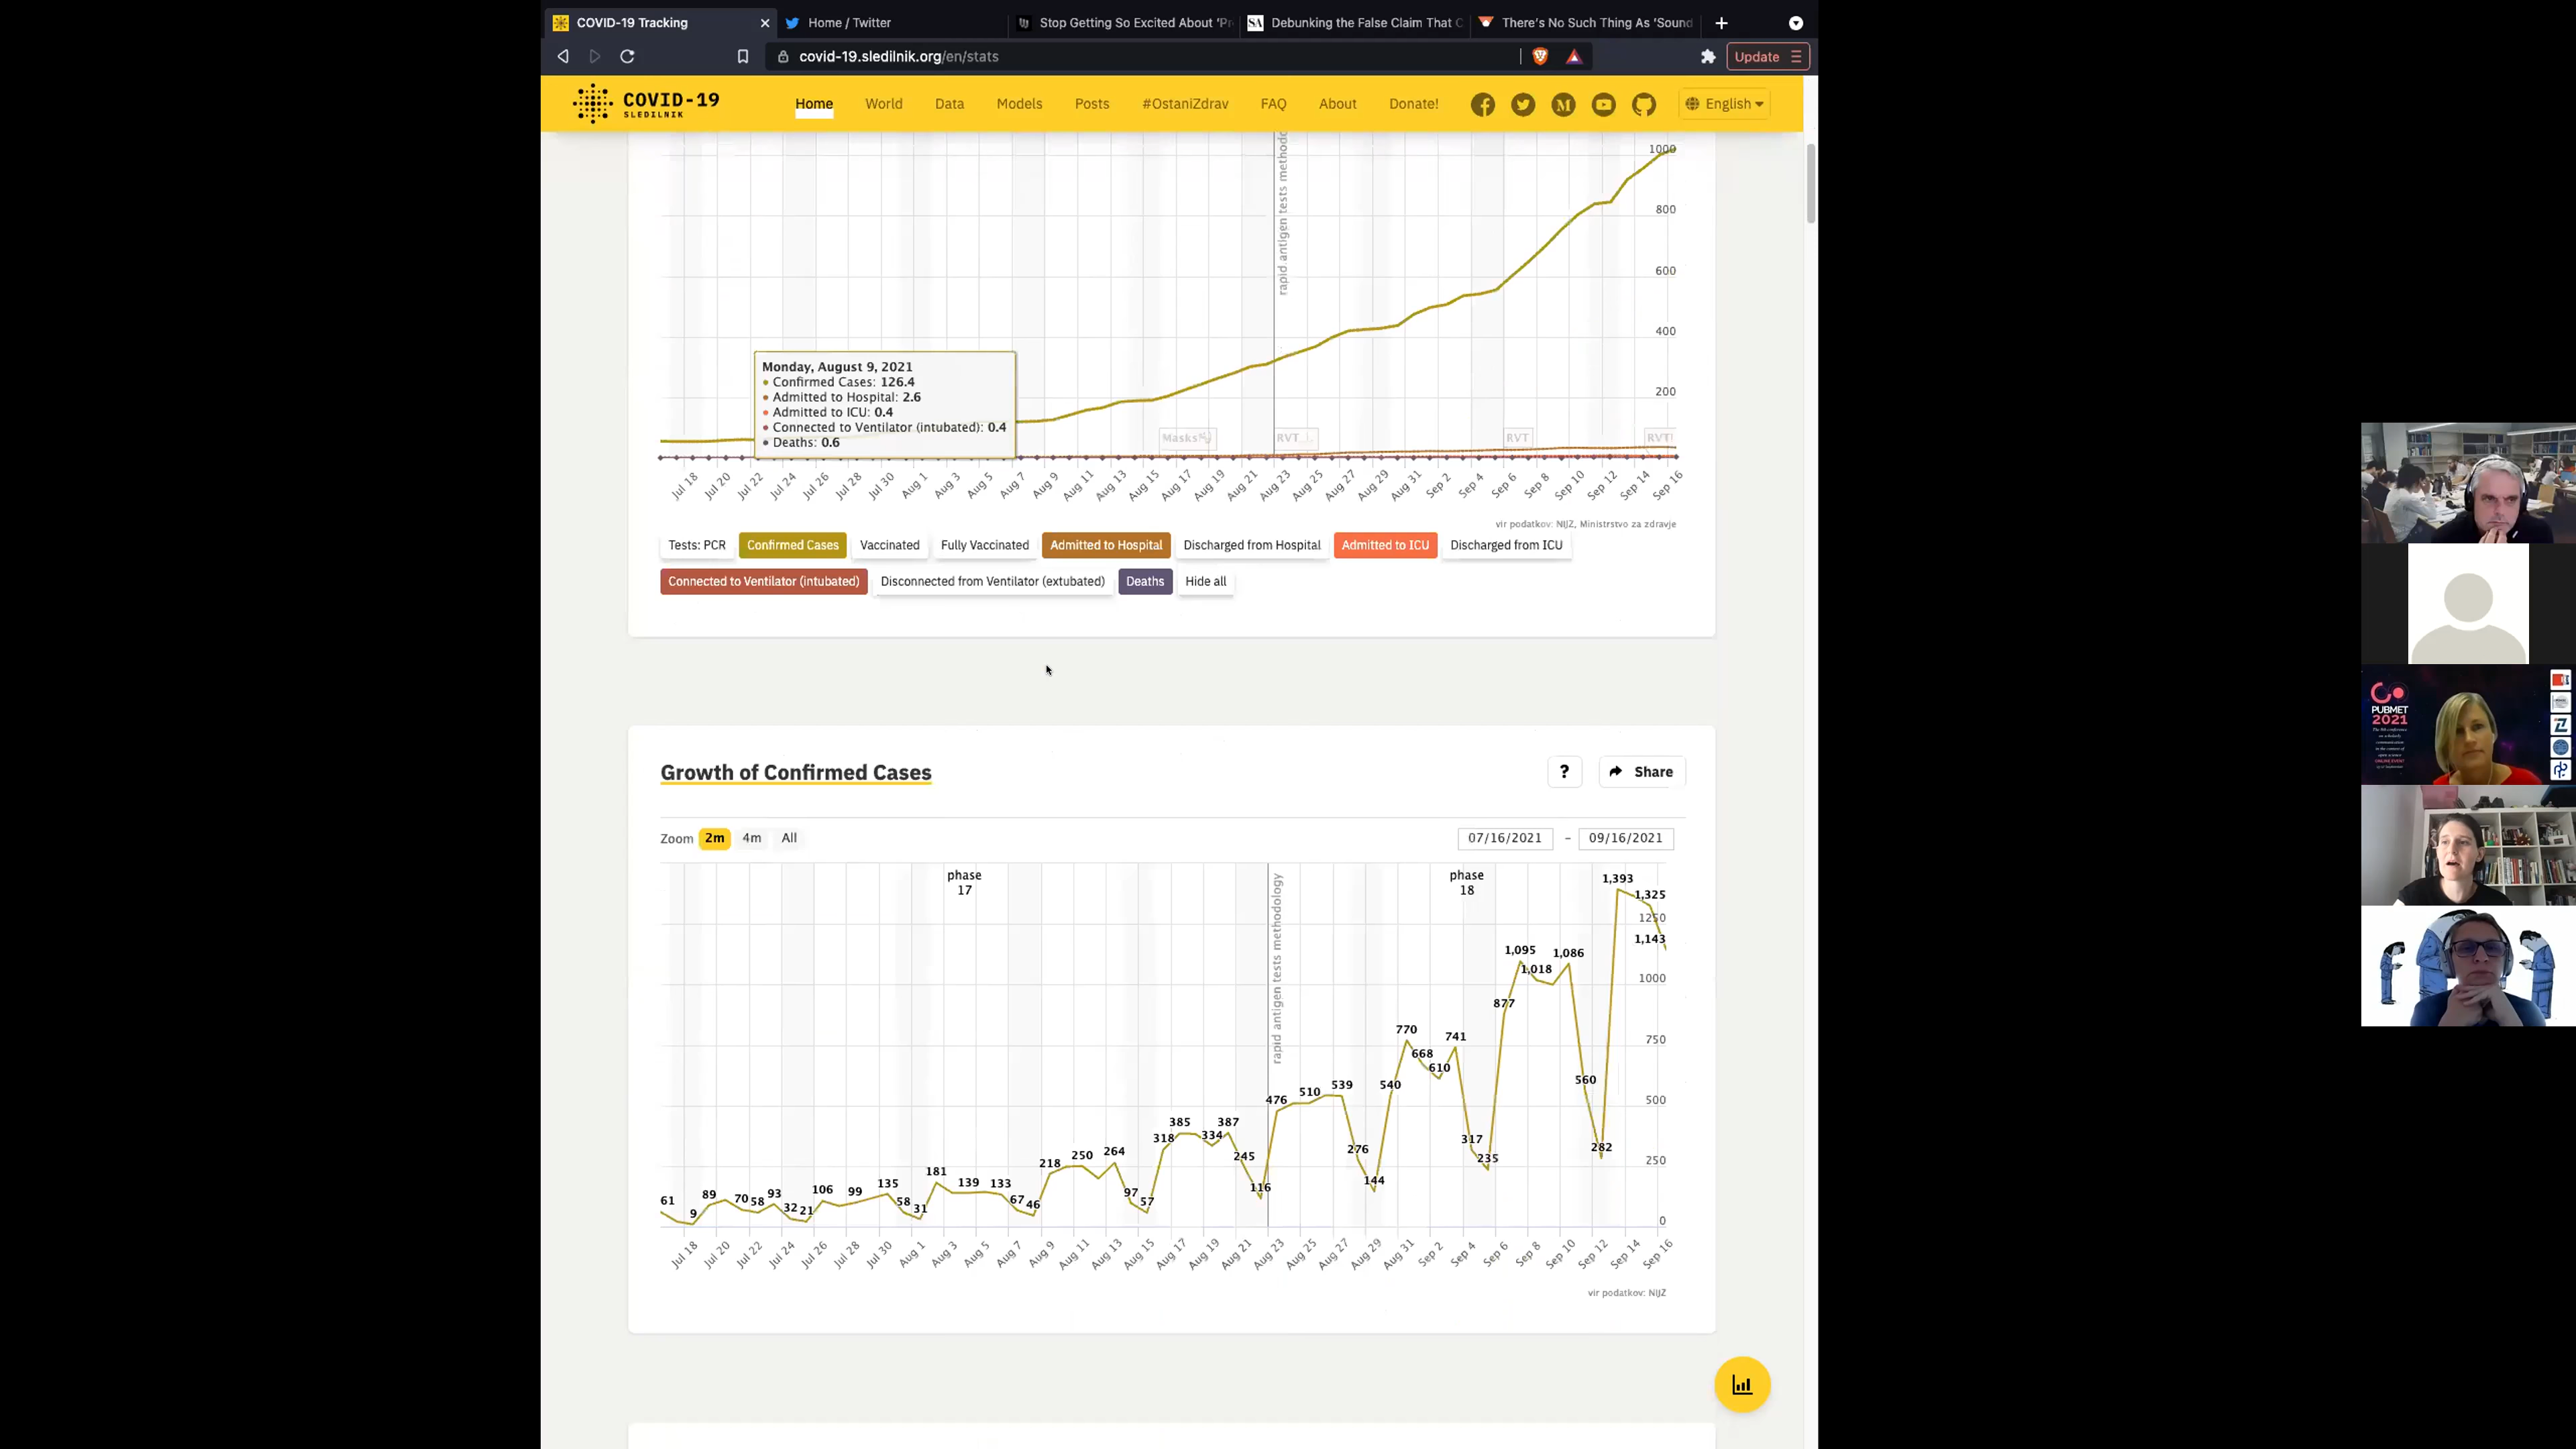 COVID-19 Tracking
Home / Twitter
Stop Getting So Excited About 'Pr
Debunking the False Claim That C
There's No Such Thing As 'Sound
covid-19.sledilnik.org/en/stats
Update
COVID-19
SLEDILNIK
Home
World
Data
Models
Posts
#OstaniZdrav
FAQ
About
Donate!
English
rapid antigen tests methodo
1000
800
600
400
200
Monday, August 9, 2021
Confirmed Cases: 126.4
Admitted to Hospital: 2.6
Admitted to ICU: 0.4
Connected to Ventilator (intubated): 0.4
Deaths: 0.6
Masks
RVT
RVT
RVT
Jul 18 Jul 20 Jul 22 Jul 24 Jul 26 Jul 28 Jul 30 Aug 1 Aug 3 Aug 5 Aug 7 Aug 9 Aug 11 Aug 13 Aug 15 Aug 17 Aug 19 Aug 21 Aug 23 Aug 25 Aug 27 Aug 29 Aug 31 Sep 2 Sep 4 Sep 6 Sep 8 Sep 10 Sep 12 Sep 14 Sep 16
vir podatkov: NIJZ, Ministrstvo za zdravje
Tests: PCR Confirmed Cases Vaccinated Fully Vaccinated Admitted to Hospital Discharged from Hospital Admitted to ICU Discharged from ICU
Connected to Ventilator (intubated) Disconnected from Ventilator (extubated) Deaths Hide all
Growth of Confirmed Cases
? Share
Zoom 2m 4m All
07/16/2021 – 09/16/2021
phase
17
phase
18
rapid antigen tests methodology
1250
1000
750
500
250
0
61 9 89 70 58 93 32 21 106 99 135 58 31 181 139 133 67 46 218 250 264 97 57 318 385 334 387 245 116 476 510 539 276 144 540 770 668 610 741 317 235 877 1,095 1,018 1,086 560 282 1,393 1,325 1,143
Jul 18 Jul 20 Jul 22 Jul 24 Jul 26 Jul 28 Jul 30 Aug 1 Aug 3 Aug 5 Aug 7 Aug 9 Aug 11 Aug 13 Aug 15 Aug 17 Aug 19 Aug 21 Aug 23 Aug 25 Aug 27 Aug 29 Aug 31 Sep 2 Sep 4 Sep 6 Sep 8 Sep 10 Sep 12 Sep 14 Sep 16
vir podatkov: NIJZ
PUBMET
2021